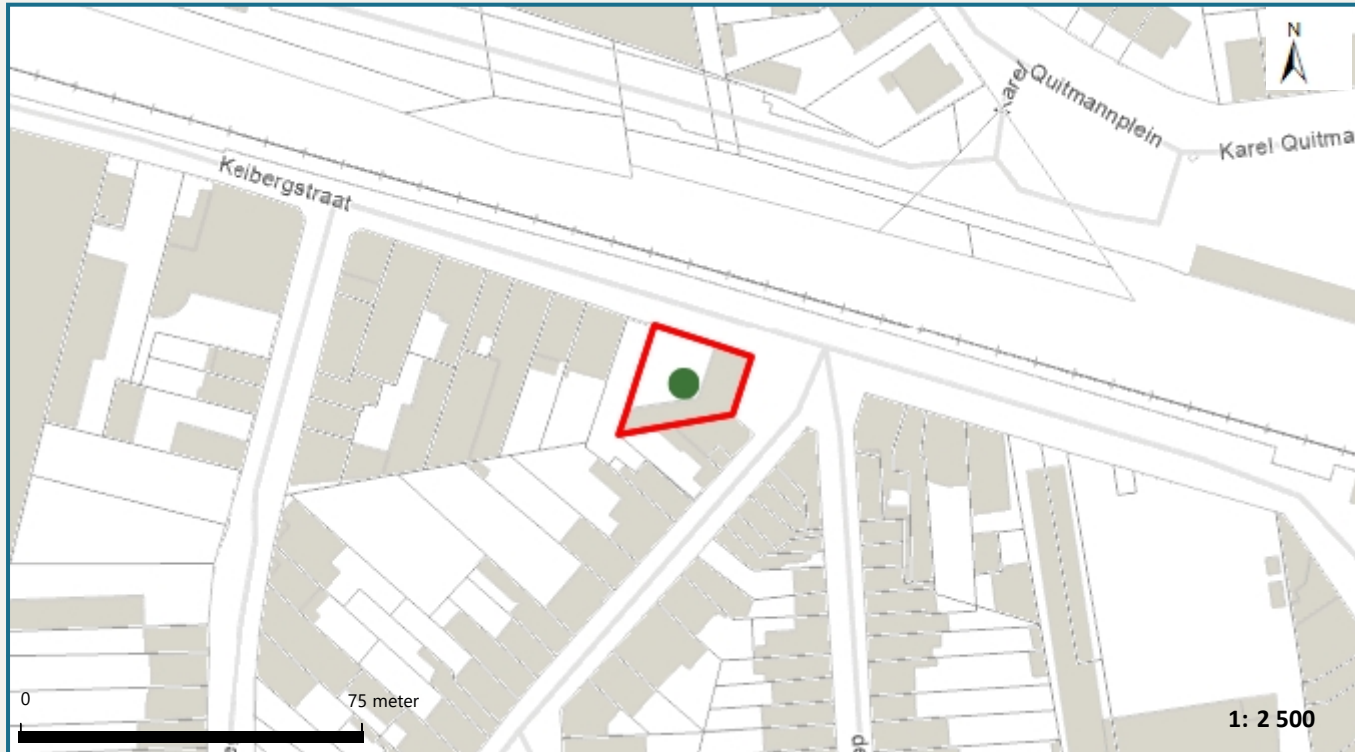 N
Karel
Quitmannplein
Karel Quitma
Keibergstraat
0
75 meter
1: 2 500